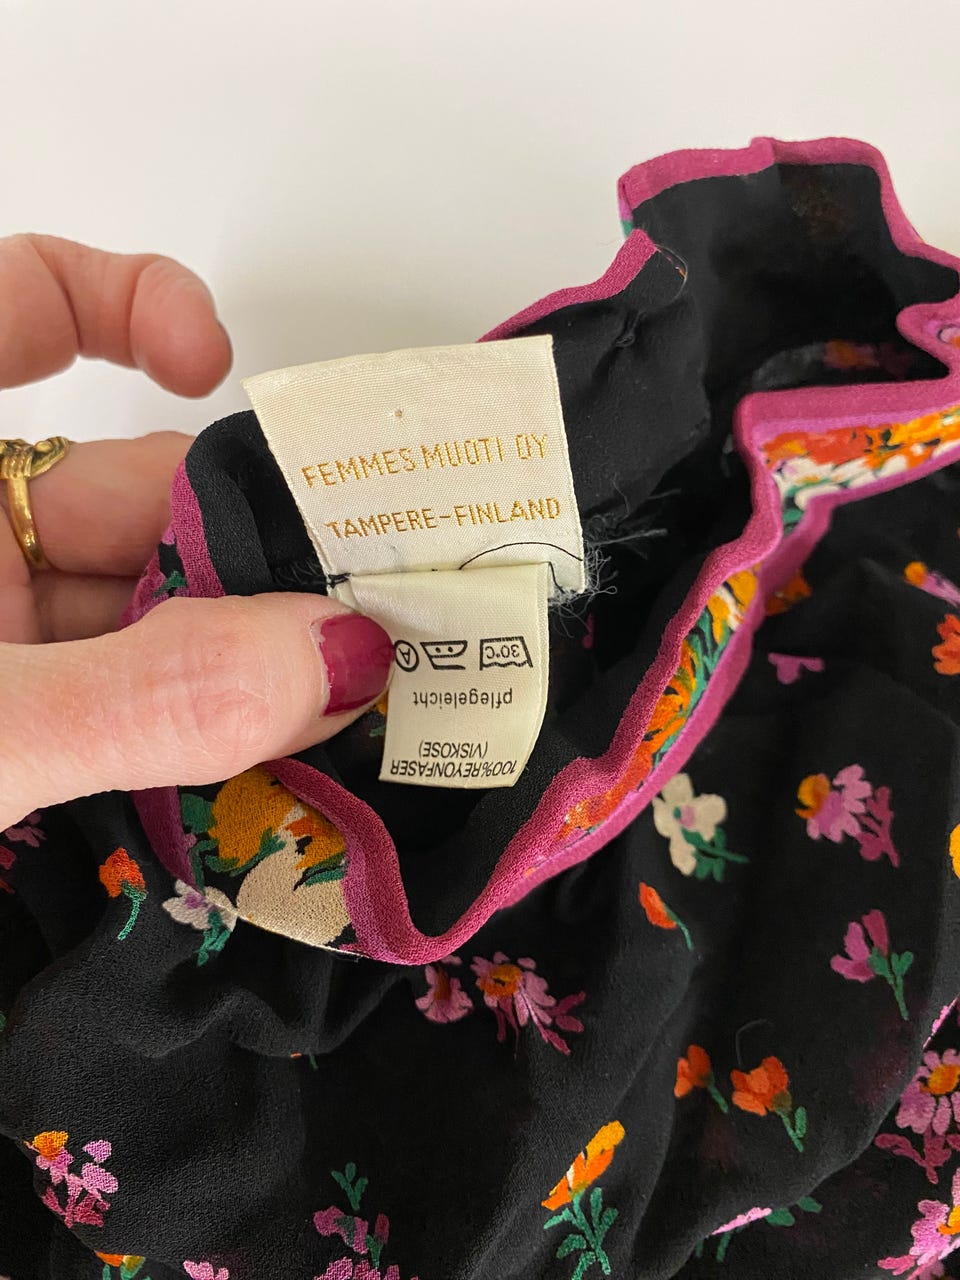 FEMMES MUOTI OY
TAMPERE-FINLAND
100%REYONFASER
(VISKOSE)
pflegeleicht
30°C A